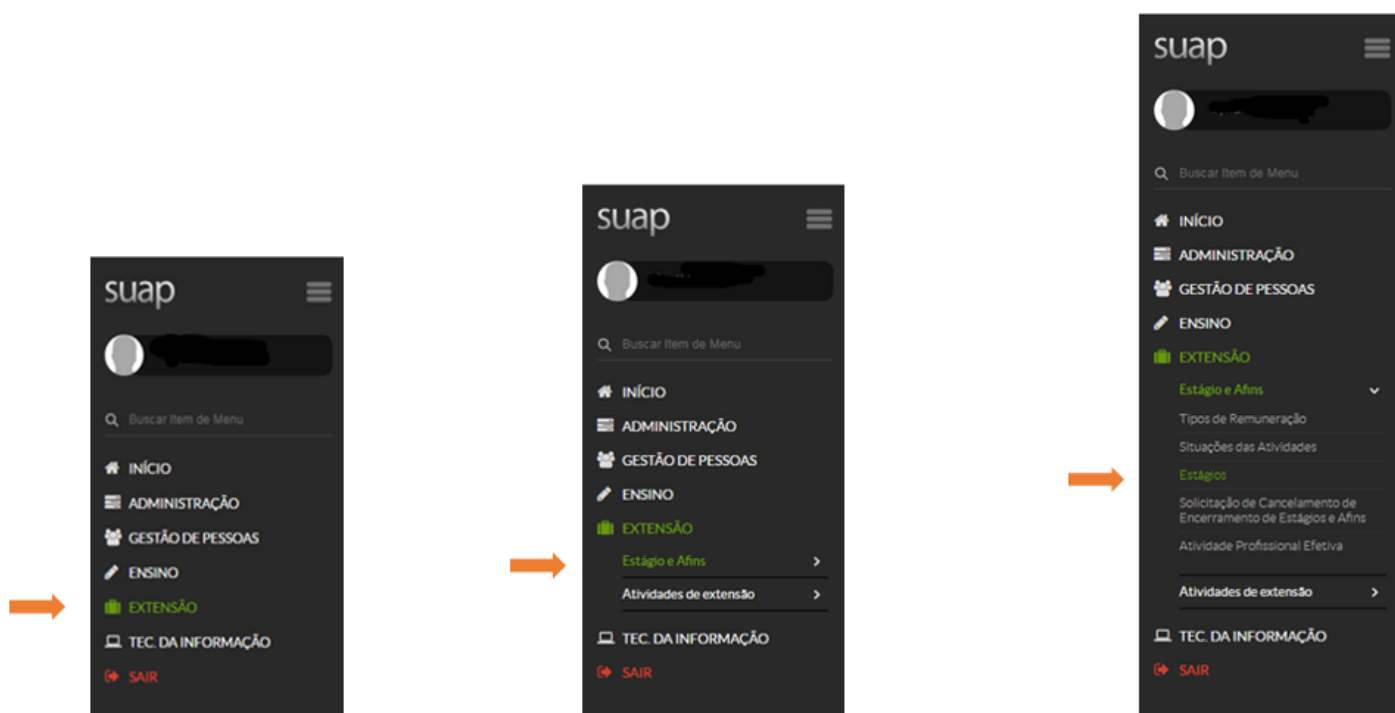 suap
Buscar Item de Menu
INÍCIO
ADMINISTRAÇÃO
GESTÃO DE PESSOAS
ENSINO
EXTENSÃO
TEC. DA INFORMAÇÃO
SAIR
suap
Buscar Item de Menu
INÍCIO
ADMINISTRAÇÃO
GESTÃO DE PESSOAS
ENSINO
EXTENSÃO
Estágio e Afins
Atividades de extensão
TEC. DA INFORMAÇÃO
SAIR
suap
Buscar Item de Menu
INÍCIO
ADMINISTRAÇÃO
GESTÃO DE PESSOAS
ENSINO
EXTENSÃO
Estágio e Afins
Tipos de Remuneração
Situações das Atividades
Estágios
Solicitação de Cancelamento de
Encerramento de Estágios e Afins
Atividade Profissional Efetiva
Atividades de extensão
TEC. DA INFORMAÇÃO
SAIR